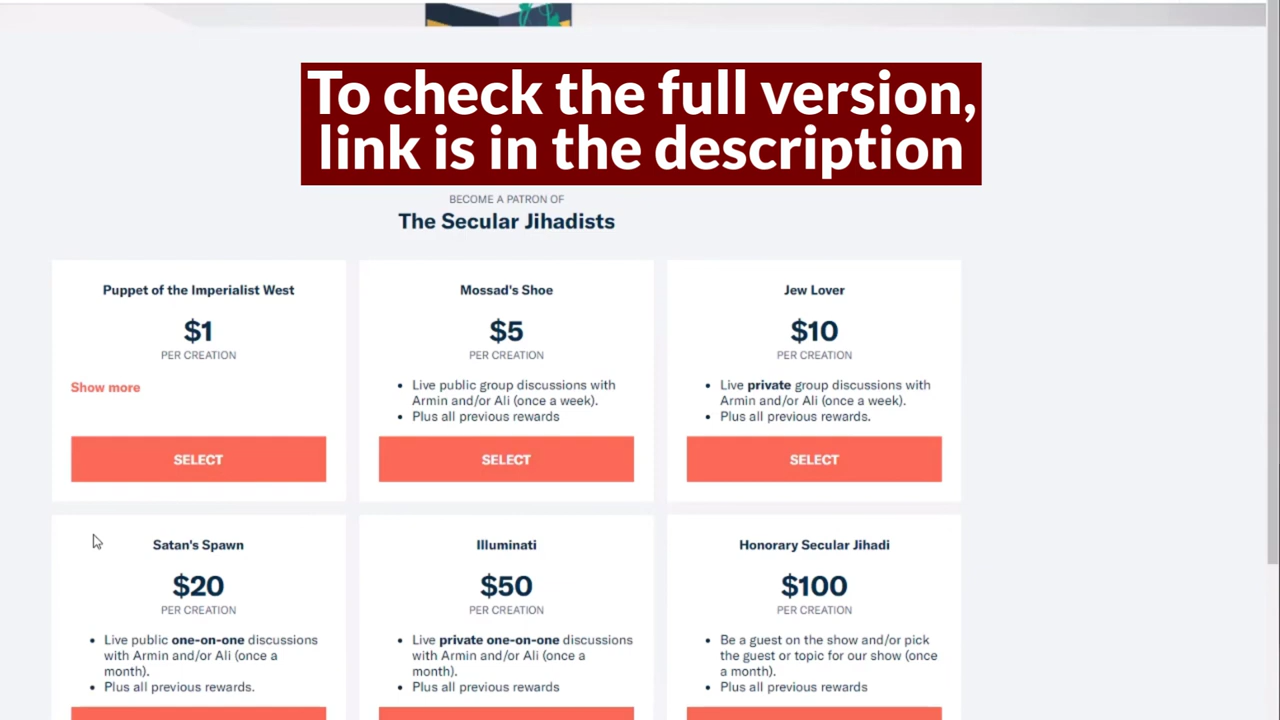 To check the full version,
link is in the description
BECOME A PATRON OF
The Secular Jihadists
Puppet of the Imperialist West
$1
PER CREATION
Show more
SELECT
Mossad's Shoe
$5
PER CREATION
• Live public group discussions with
Armin and/or Ali (once a week).
• Plus all previous rewards
SELECT
Jew Lover
$10
PER CREATION
• Live private group discussions with
Armin and/or Ali (once a week).
• Plus all previous rewards.
SELECT
Satan's Spawn
$20
PER CREATION
• Live public one-on-one discussions
with Armin and/or Ali (once a
month).
• Plus all previous rewards.
Illuminati
$50
PER CREATION
• Live private one-on-one discussions
with Armin and/or Ali (once a
month).
• Plus all previous rewards
Honorary Secular Jihadi
$100
PER CREATION
• Be a guest on the show and/or pick
the guest or topic for our show (once
a month).
• Plus all previous rewards